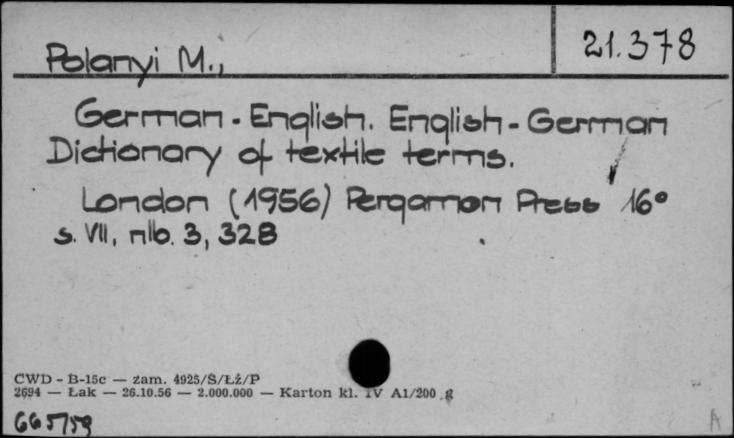 21.378
Polanyi M.,
German - English. English - German
Dictionary of textile terms.
London (1956) Pergamon Press 16°
s. VII, nlb. 3, 328
CWD - B-15c — zam. 4925/S/Łż/P
2694 — Łak — 26.10.56 — 2.000.000 — Karton kl. IV A1/200 g
665/59
A